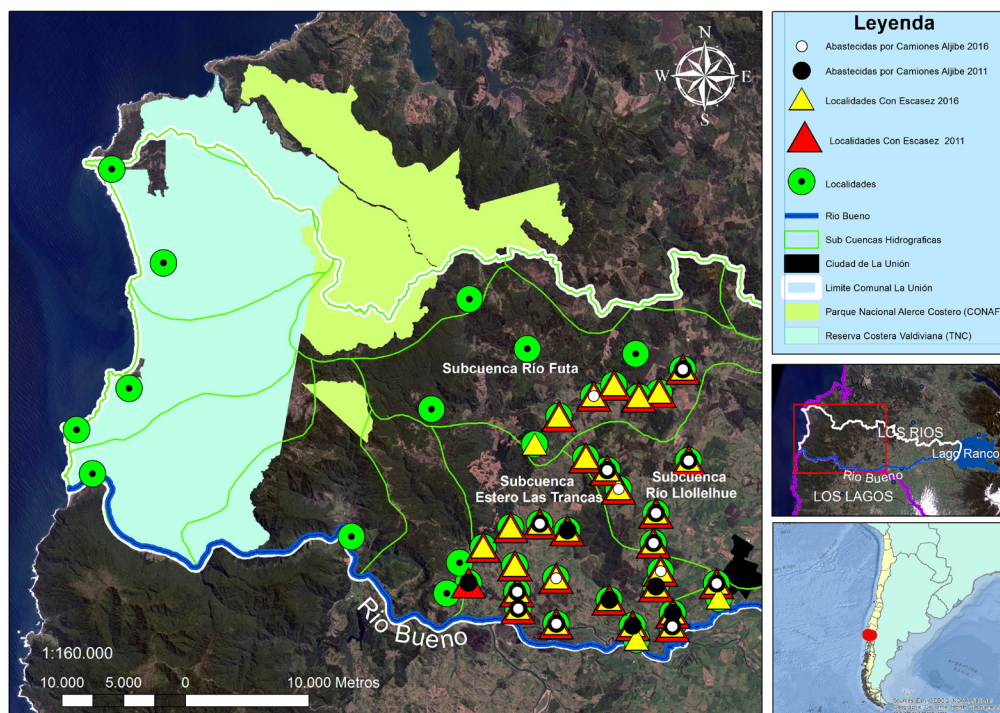 N
W
E
S
Subcuenca Río Futa
Subcuenca
Estero Las Trancas
Subcuenca
Río Llollelhue
Rio Bueno
1:160.000
10.000
5.000
0
10.000 Metros
Leyenda
Abastecidas por Camiones Aljibe 2016
Abastecidas por Camiones Aljibe 2011
Localidades Con Escasez 2016
Localidades Con Escasez 2011
Localidades
Rio Bueno
Sub Cuencas Hidrograficas
Ciudad de La Unión
Limite Comunal La Unión
Parque Nacional Alerce Costero (CONAF
Reserva Costera Valdiviana (TNC)
LOS RIOS
Lago Ranco
Rio Bueno
LOS LAGOS